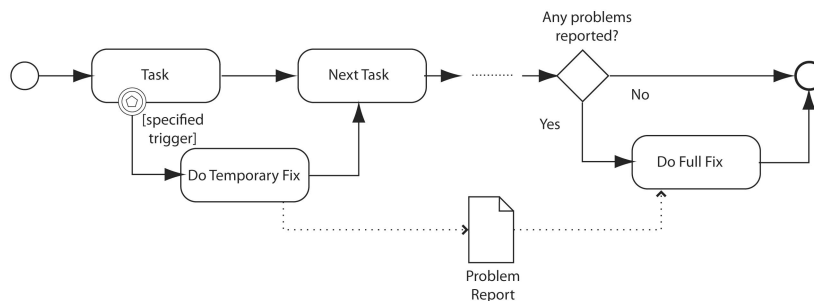 Any problems
reported?
Task
Next Task
[specified
trigger]
No
Yes
Do Temporary Fix
Do Full Fix
Problem
Report